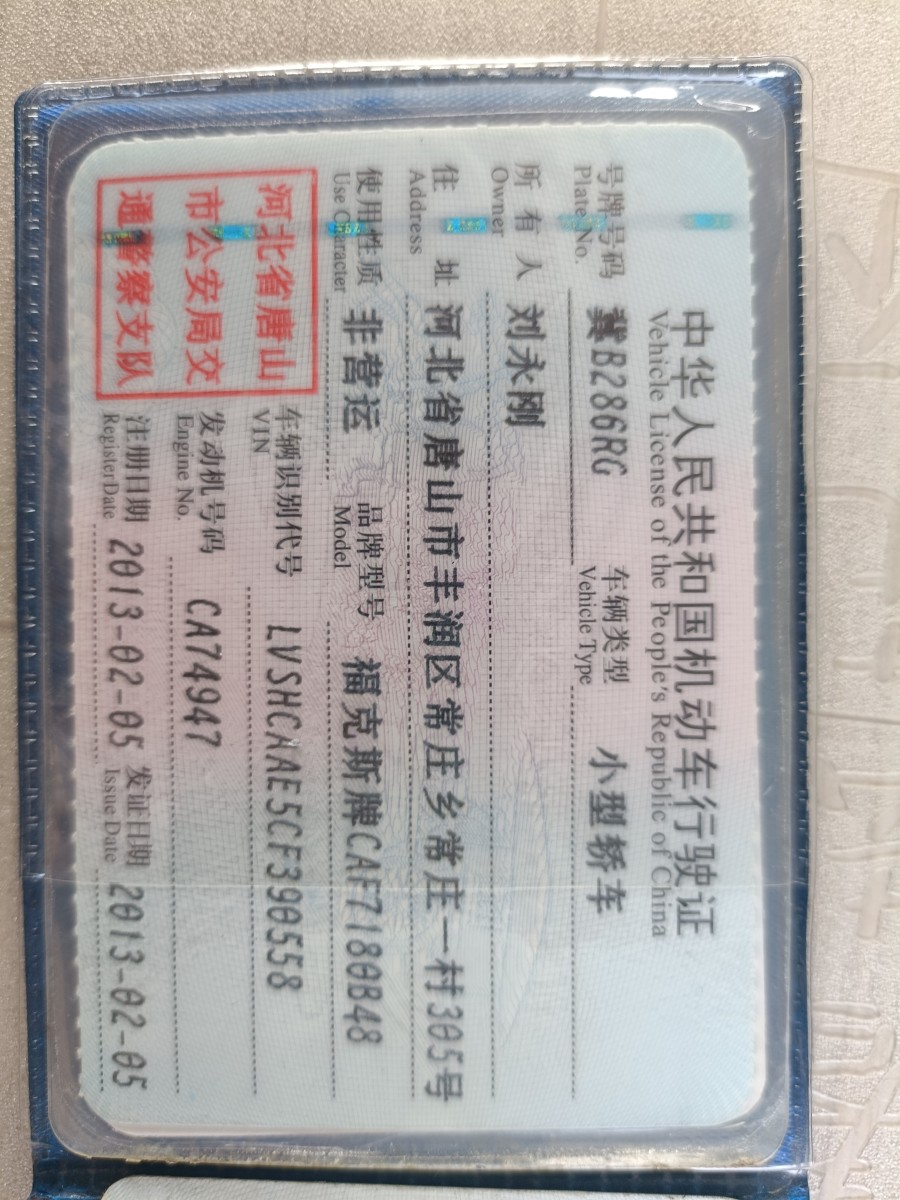 中华人民共和国机动车行驶证
Vehicle License of the People's Republic of China
号牌号码 冀B286RG 车辆类型 小型轿车
Plate No. Vehicle Type
所有人 刘永刚
Owner
住址 河北省唐山市丰润区常庄乡常庄一村305号
Address
使用性质 非营运 品牌型号 福克斯牌CAF7180B48
Use Character Model
河北省唐山
市公安局交
通警察支队
车辆识别代号 LVSHCAAE5CF390558
VIN
发动机号码 CA74947
Engine No.
注册日期 2013-02-05 发证日期 2013-02-05
Register Date Issue Date